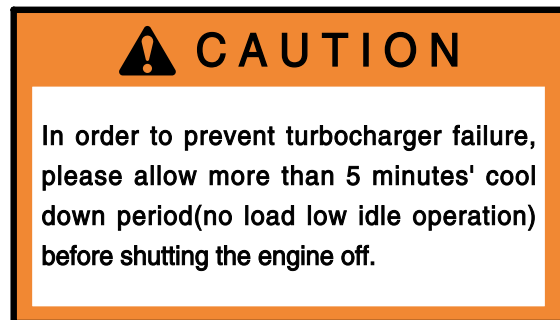 CAUTION
In order to prevent turbocharger failure,
please allow more than 5 minutes' cool
down period(no load low idle operation)
before shutting the engine off.